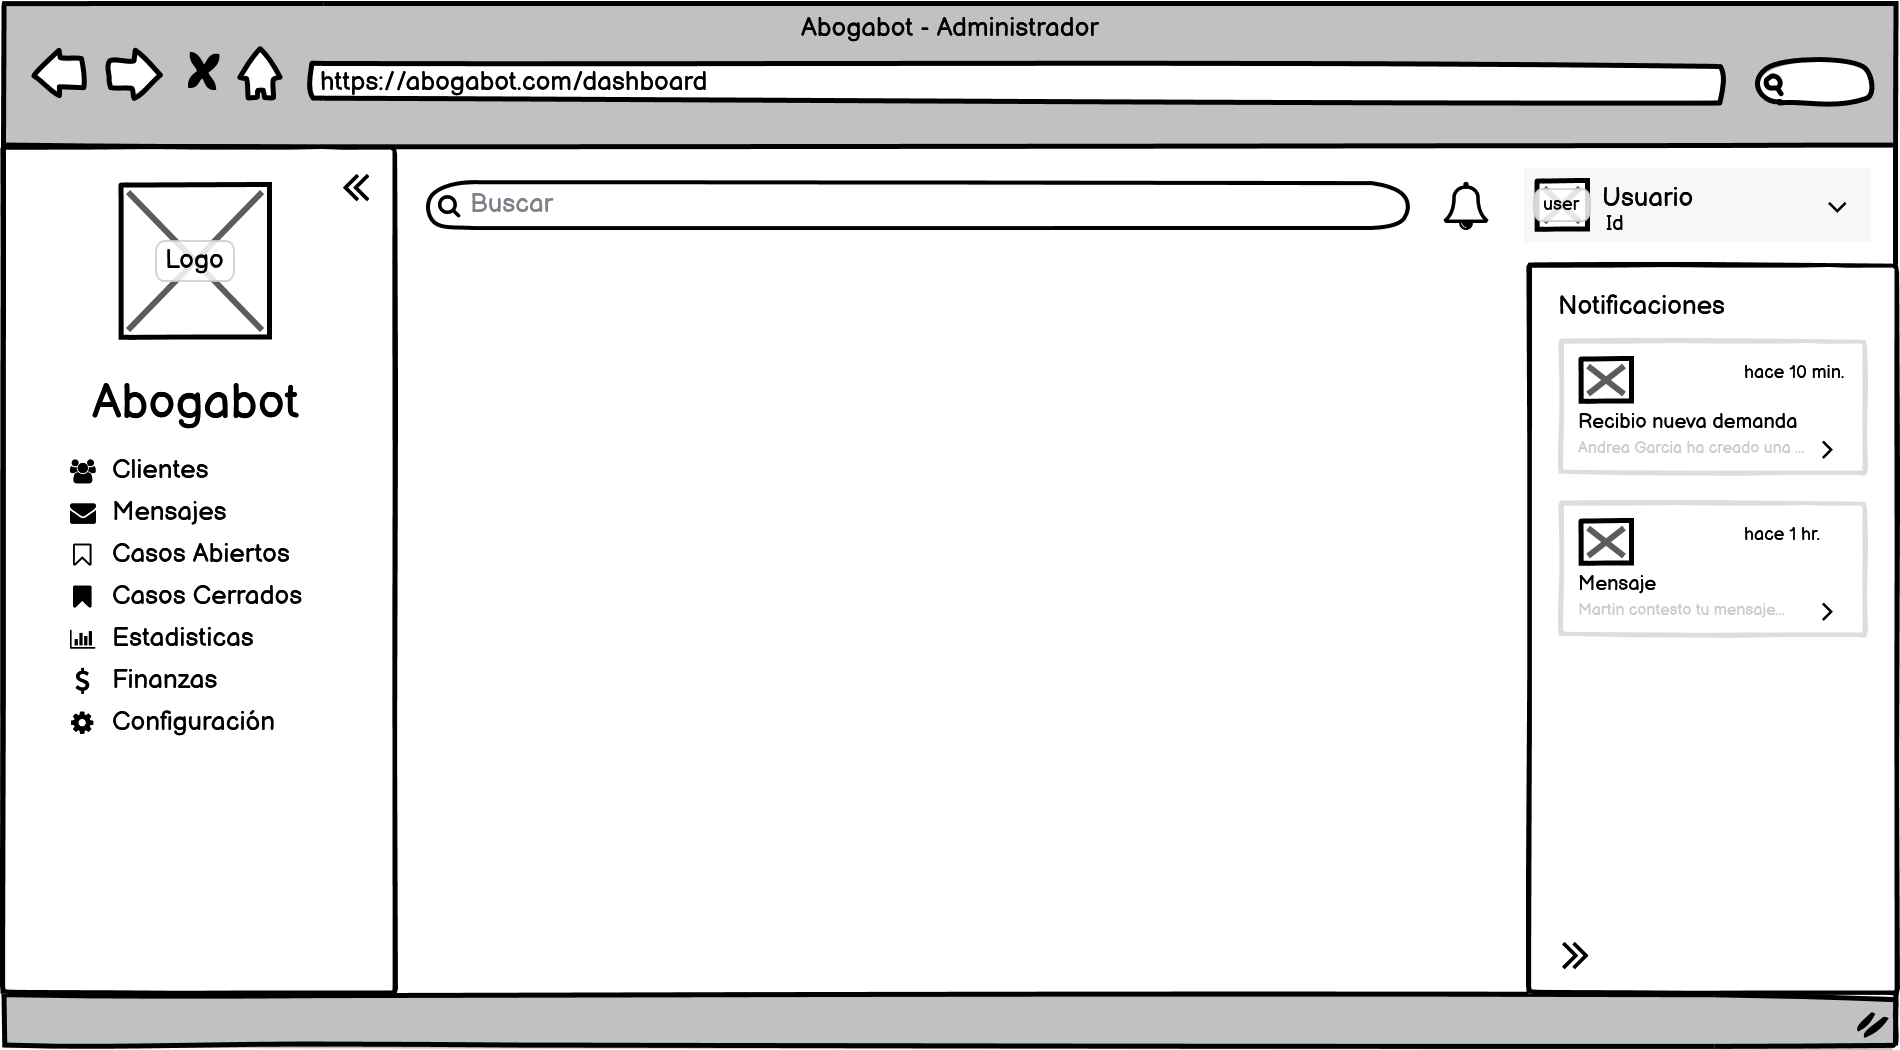 Abogabot - Administrador
https://abogabot.com/dashboard
Logo
Abogabot
Clientes
Mensajes
Casos Abiertos
Casos Cerrados
Estadisticas
Finanzas
Configuración
Buscar
user
Usuario
Id
Notificaciones
hace 10 min.
Recibio nueva demanda
Andrea Garcia ha creado una ...
hace 1 hr.
Mensaje
Martin contesto tu mensaje...